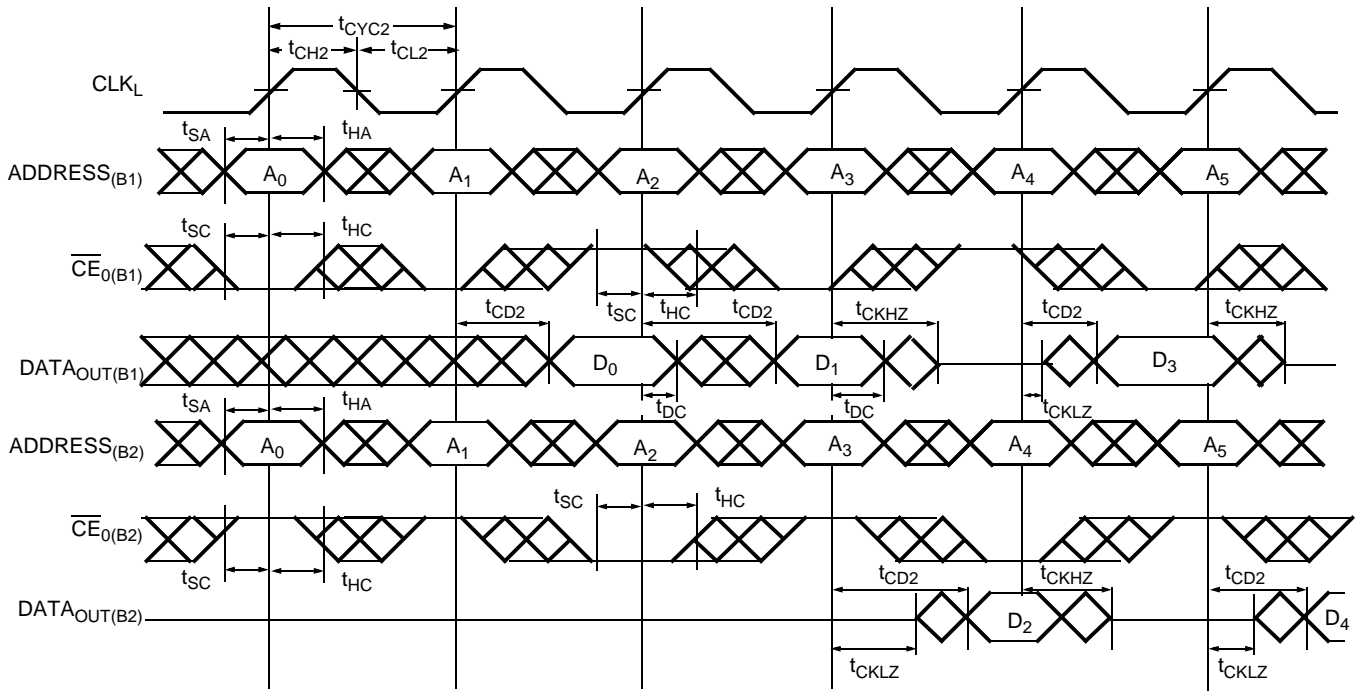 tCYC2
tCH2 tCL2
CLKL
tSA tHA
ADDRESS(B1) A0 A1 A2 A3 A4 A5
tSC tHC
CE0(B1)
tCD2 tSC tHC tCD2 tCKHZ tCD2 tCKHZ
DATAOUT(B1) D0 D1 D3
tSA tHA tDC tDC tCKLZ
ADDRESS(B2) A0 A1 A2 A3 A4 A5
tSC tHC
CE0(B2)
tSC tHC tCD2 tCKHZ tCD2
DATAOUT(B2) D2 D4
tCKLZ tCKLZ